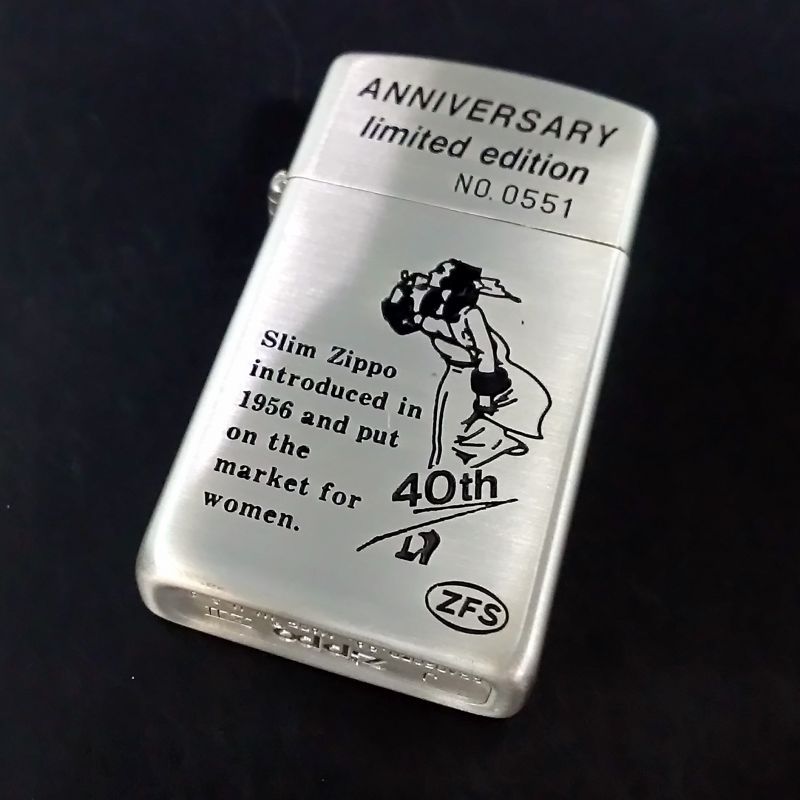 ANNIVERSARY
limited edition
NO. 0551
Slim Zippo
introduced in
1956 and put
on the
market for
women.
40th
ZFS
Zippo